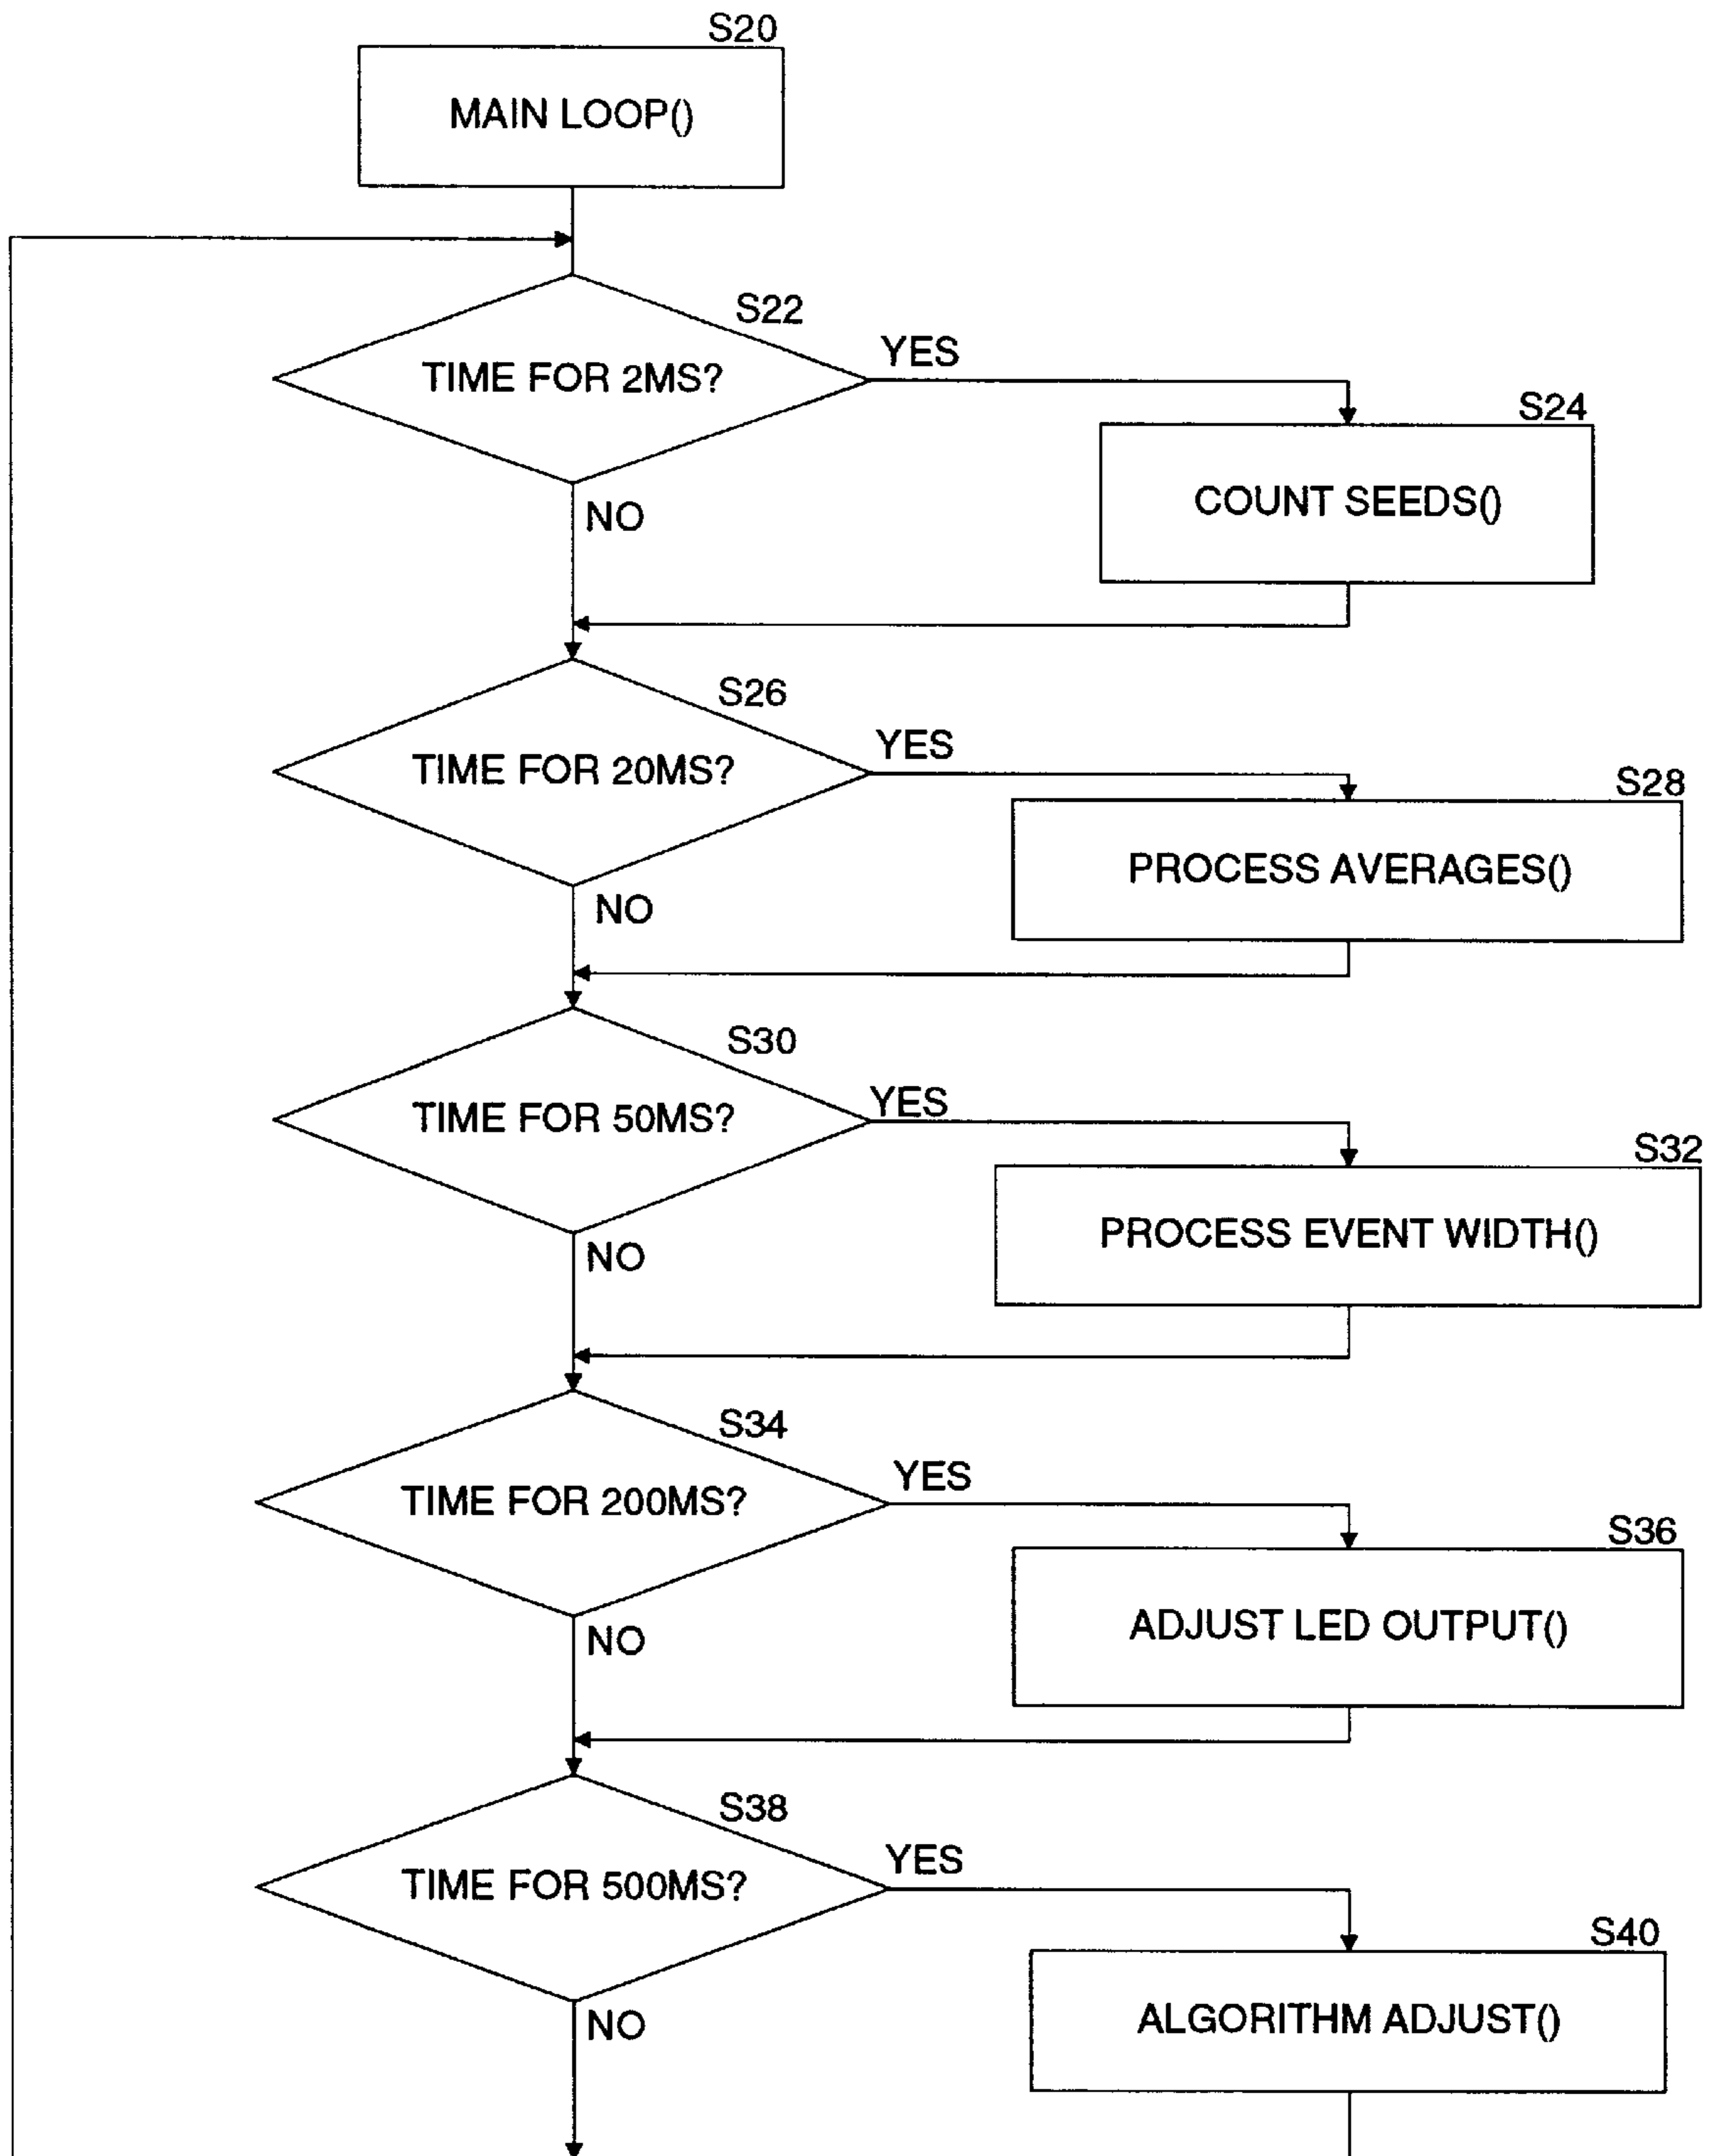 S20
MAIN LOOP()
S22
TIME FOR 2MS?
YES
S24
COUNT SEEDS()
NO
S26
TIME FOR 20MS?
YES
S28
PROCESS AVERAGES()
NO
S30
TIME FOR 50MS?
YES
S32
PROCESS EVENT WIDTH()
NO
S34
TIME FOR 200MS?
YES
S36
ADJUST LED OUTPUT()
NO
S38
TIME FOR 500MS?
YES
S40
ALGORITHM ADJUST()
NO